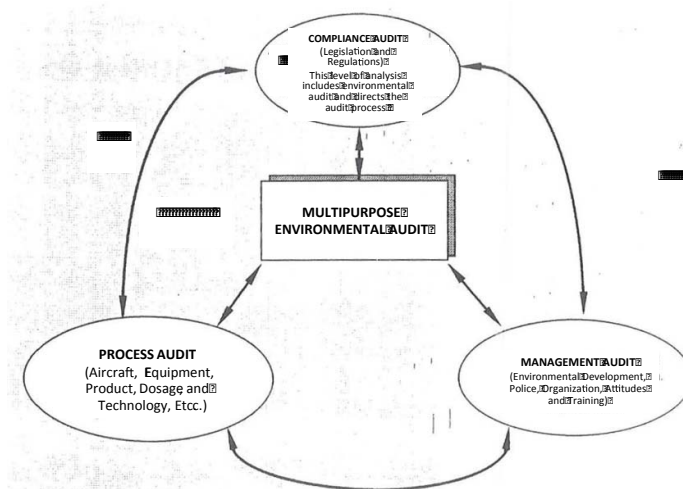 COMPLIANCE AUDIT
(Legislation and
Regulations)
This level of analysis
includes environmental
audit and directs the
audit process
MULTIPURPOSE
ENVIRONMENTAL AUDIT
PROCESS AUDIT
(Aircraft, Equipment,
Product, Dosage and
Technology, Etcc.)
MANAGEMENT AUDIT
(Environmental Development,
Police, Organization, Attitudes
and Training)